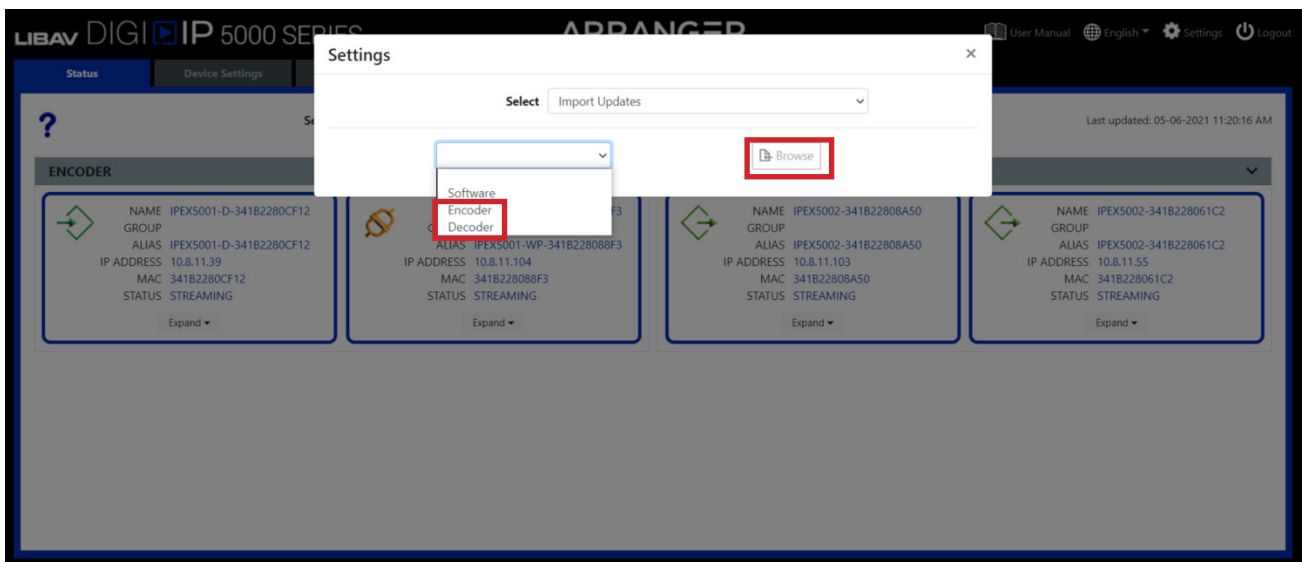 LIBAV DIGI IP 5000 SERIES
ARRANGER
User Manual English Settings Logout
Status Device Settings
Settings ×
Select Import Updates
Se
Last updated: 05-06-2021 11:20:16 AM
Browse
Software
Encoder
Decoder
ENCODER
NAME IPEX5001-D-341B2280CF12
GROUP
ALIAS IPEX5001-D-341B2280CF12
IP ADDRESS 10.8.11.39
MAC 341B2280CF12
STATUS STREAMING
Expand
F3
G
ALIAS IPEX5001-WP-341B228088F3
IP ADDRESS 10.8.11.104
MAC 341B228088F3
STATUS STREAMING
Expand
NAME IPEX5002-341B22808A50
GROUP
ALIAS IPEX5002-341B22808A50
IP ADDRESS 10.8.11.103
MAC 341B22808A50
STATUS STREAMING
Expand
NAME IPEX5002-341B228061C2
GROUP
ALIAS IPEX5002-341B228061C2
IP ADDRESS 10.8.11.55
MAC 341B228061C2
STATUS STREAMING
Expand